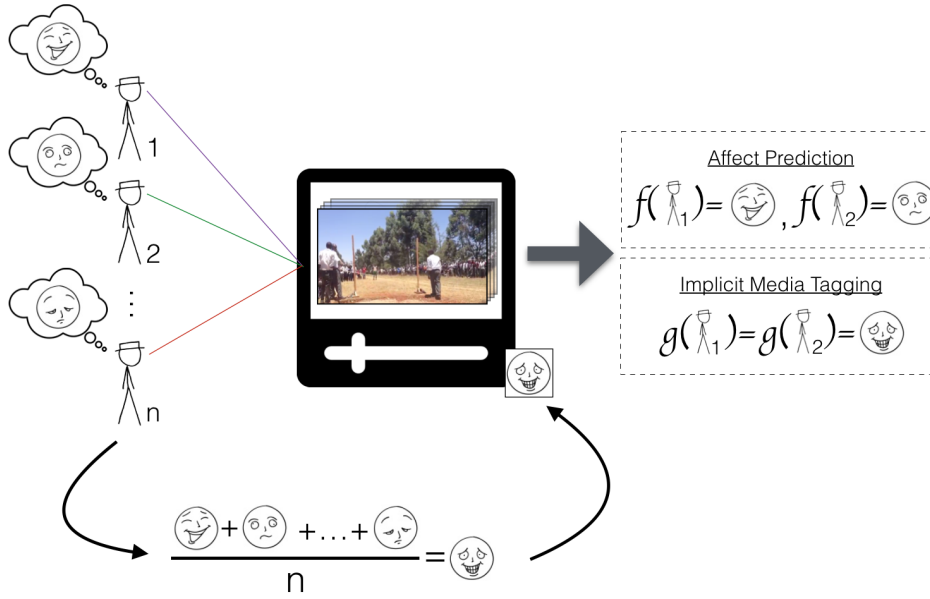 1
2
⋮
n
Affect Prediction
f( 1)= , f( 2)=
Implicit Media Tagging
g( 1)=g( 2)=
+ +...+
n
=